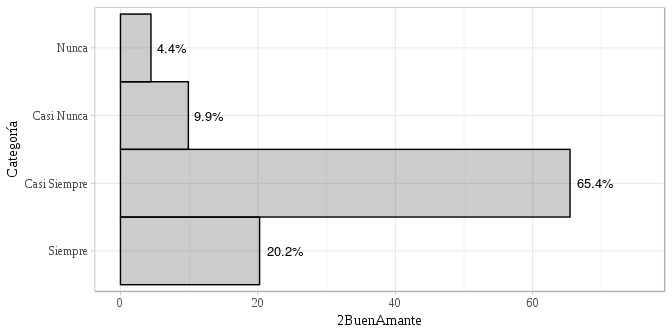 Nunca
4.4%
Casi Nunca
9.9%
Categoría
Casi Siempre
65.4%
Siempre
20.2%
0
20
40
60
2BuenAmante